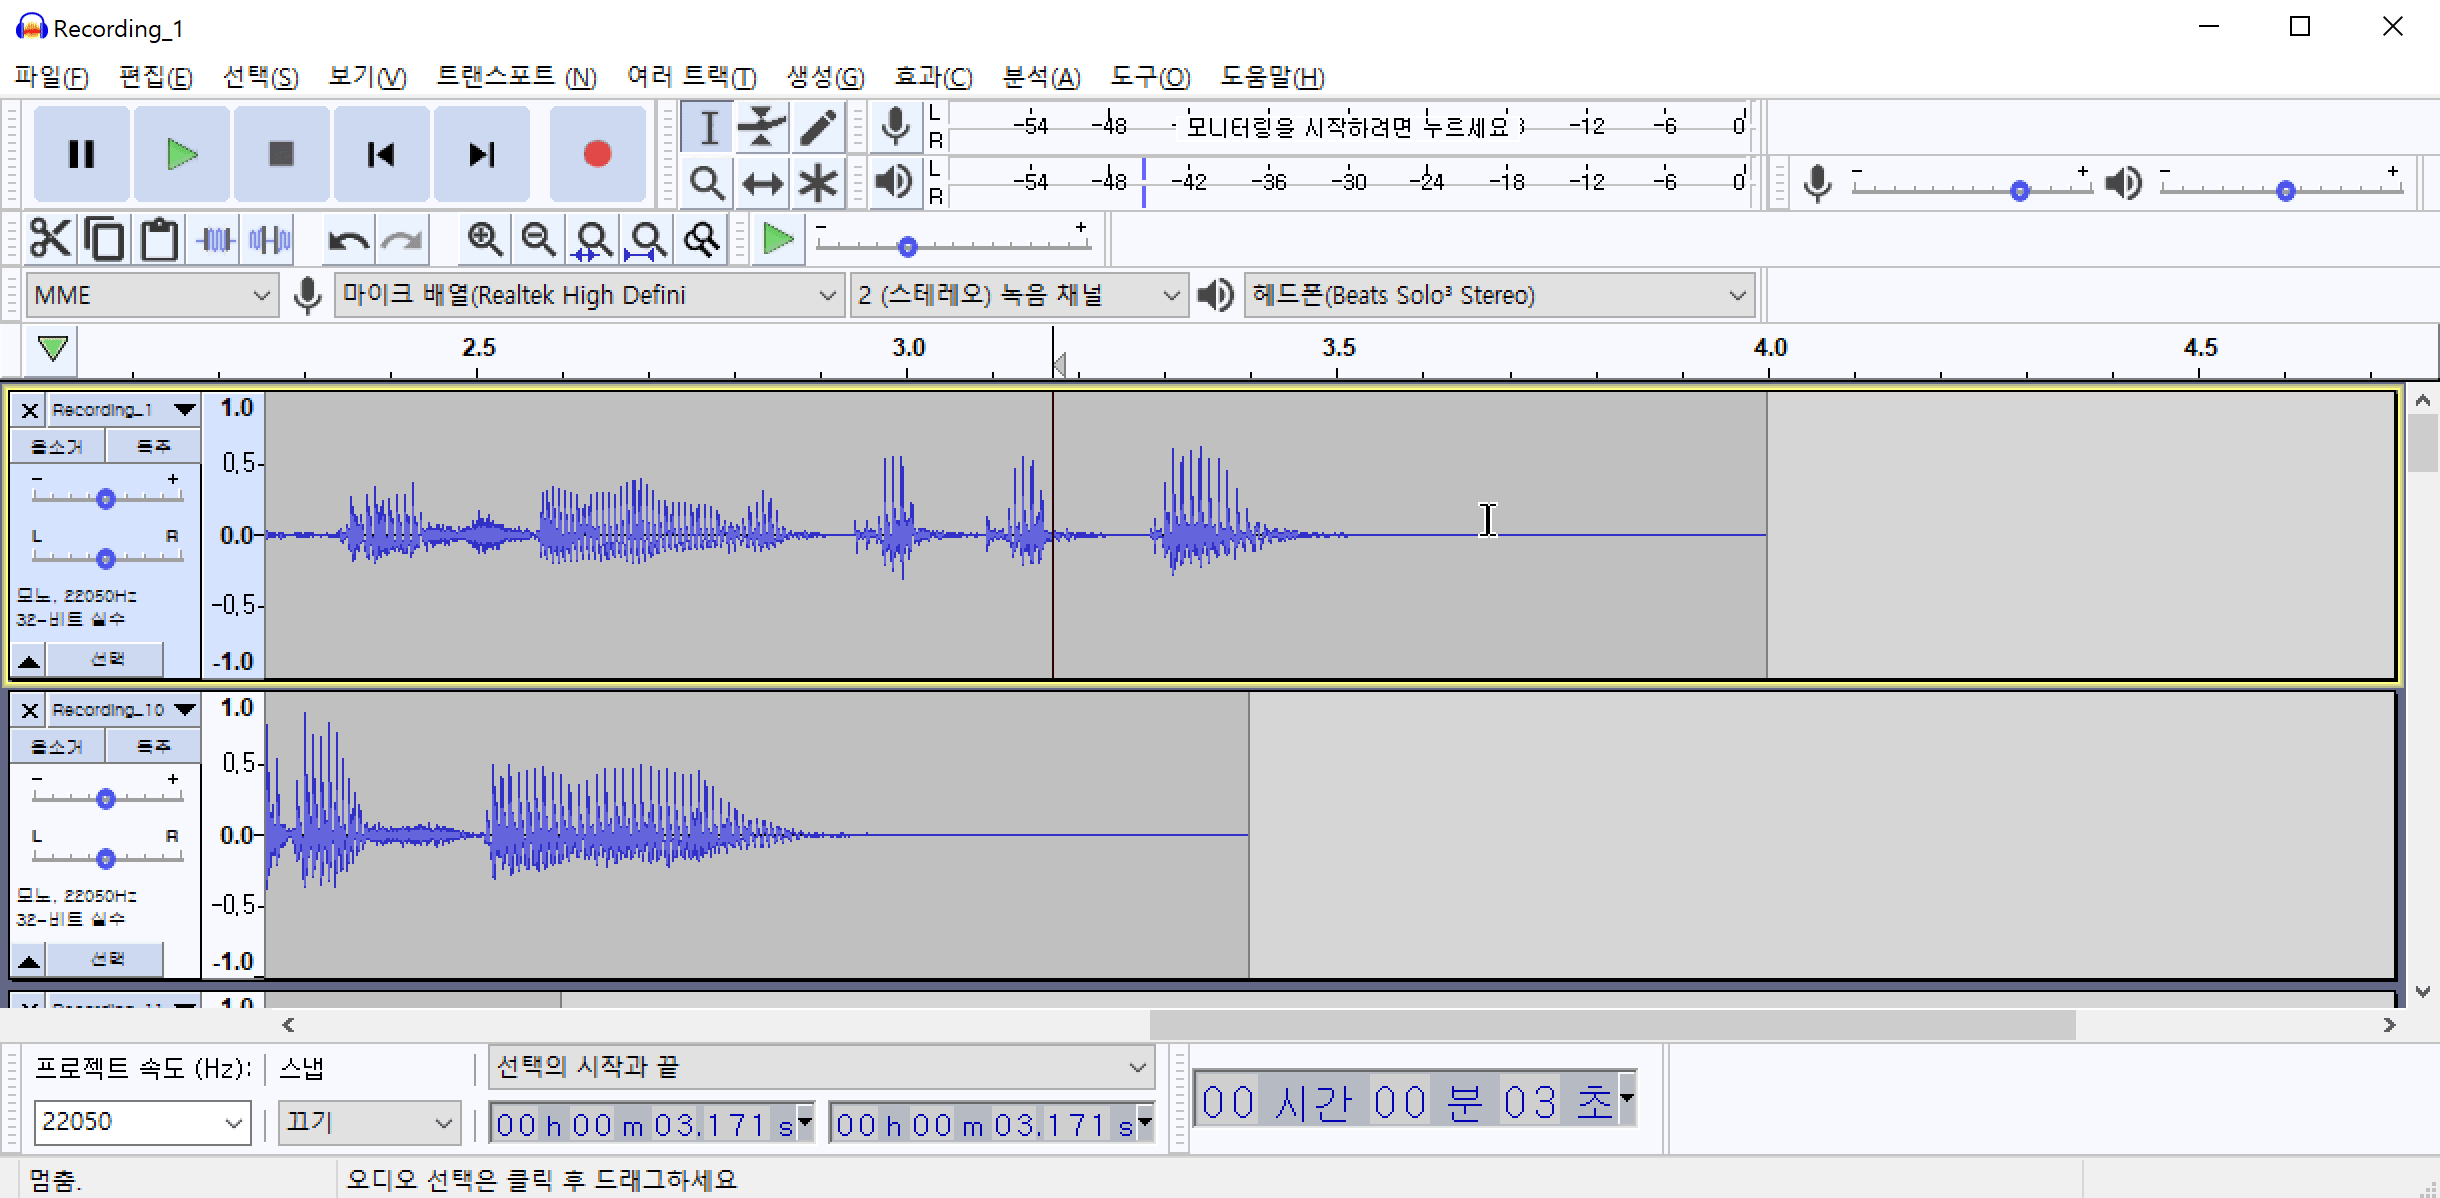 Recording_1
파일(F) 편집(E) 선택(S) 보기(V) 트랜스포트 (N) 여러 트랙(T) 생성(G) 효과(C) 분석(A) 도구(O) 도움말(H)
L
R
-54 -48 - 모니터링을 시작하려면 누르세요 -12 -6 0
L
R
-54 -48 -42 -36 -30 -24 -18 -12 -6 0
- +
- +
- +
MME 마이크 배열(Realtek High Defini 2 (스테레오) 녹음 채널 헤드폰(Beats Solo³ Stereo)
2.5 3.0 3.5 4.0 4.5
Recording_1
음소거 독주
- +
L R
모노, 22050Hz
32-비트 실수
선택
1.0
0.5-
0.0-
-0.5-
-1.0
Recording_10
음소거 독주
- +
L R
모노, 22050Hz
32-비트 실수
선택
1.0
0.5-
0.0-
-0.5-
-1.0
1.0
프로젝트 속도 (Hz): 스냅 선택의 시작과 끝
22050 끄기 00 h 00 m 03.171 s 00 h 00 m 03.171 s
00 시간 00 분 03 초
멈춤. 오디오 선택은 클릭 후 드래그하세요